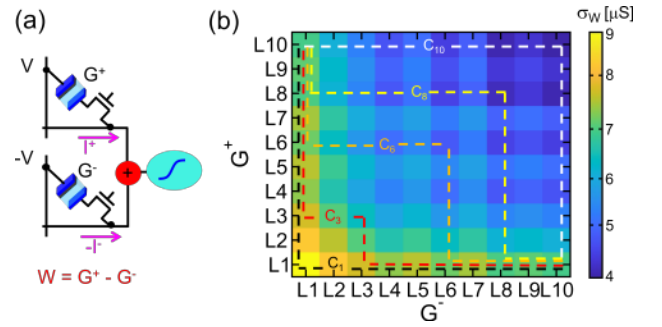 (a)
V
G⁺
I⁺
-V
G⁻
+
-I⁻
W = G⁺ - G⁻
(b)
σ_W [μS]
L10
L9
L8
L7
L6
L5
L4
L3
L2
L1
G⁺
C₁₀
C₈
C₆
C₃
C₁
L1 L2 L3 L4 L5 L6 L7 L8 L9 L10
G⁻
9
8
7
6
5
4